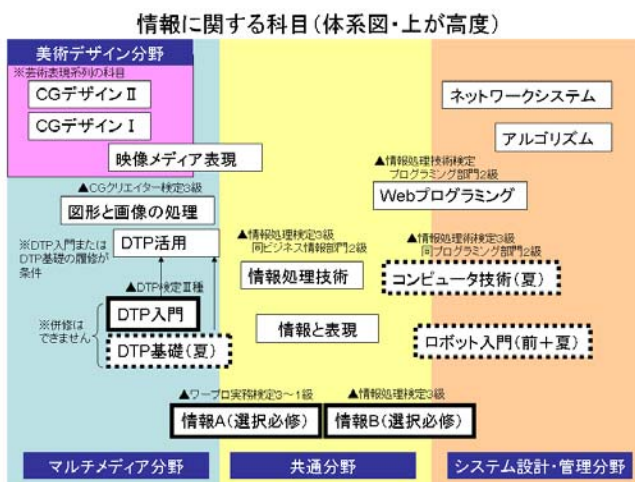 情報に関する科目(体系図・上が高度)
美術デザイン分野
※芸術表現系列の科目
CGデザインⅡ
CGデザインⅠ
映像メディア表現
▲CGクリエイター検定3級
図形と画像の処理
※DTP入門または
DTP基礎の履修が
条件
DTP活用
▲DTP検定Ⅲ種
DTP入門
※併修は
できません
DTP基礎(夏)
ネットワークシステム
アルゴリズム
▲情報処理技術検定
プログラミング部門2級
Webプログラミング
▲情報処理検定3級
同ビジネス情報部門2級
情報処理技術
▲情報処理術検定3級
同プログラミング部門2級
コンピュータ技術(夏)
情報と表現
ロボット入門(前+夏)
▲ワープロ実務検定3~1級
情報A(選択必修)
▲情報処理検定3級
情報B(選択必修)
マルチメディア分野
共通分野
システム設計・管理分野